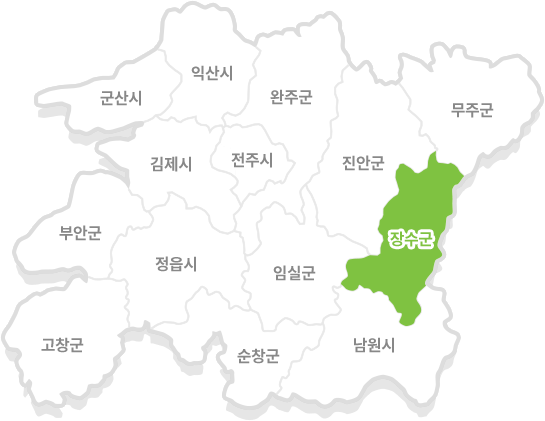 익산시
군산시
완주군
무주군
김제시
전주시
진안군
부안군
장수군
정읍시
임실군
고창군
순창군
남원시